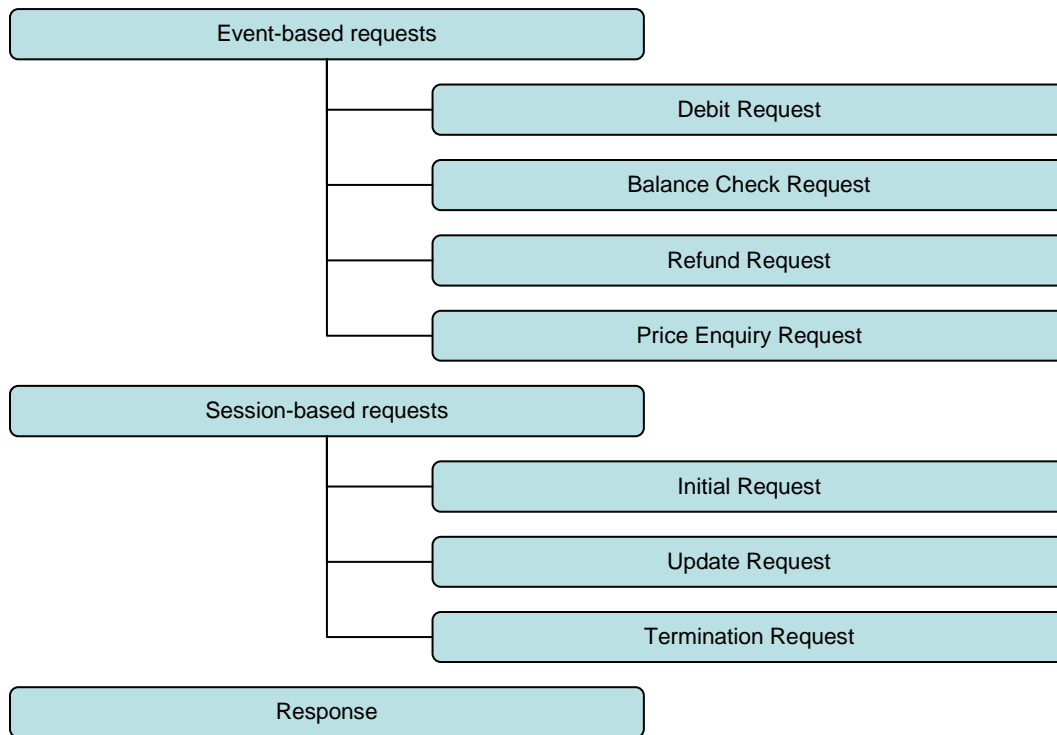 Event-based requests
Debit Request
Balance Check Request
Refund Request
Price Enquiry Request
Session-based requests
Initial Request
Update Request
Termination Request
Response